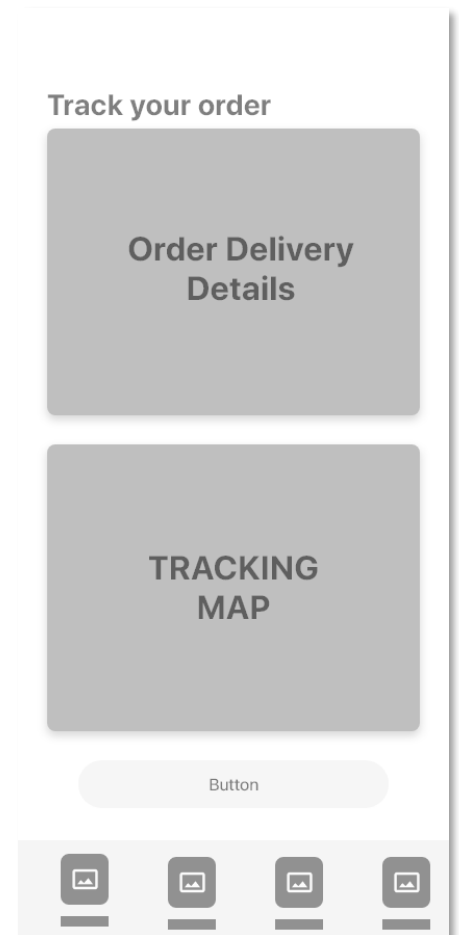 Track your order
Order Delivery
Details
TRACKING
MAP
Button